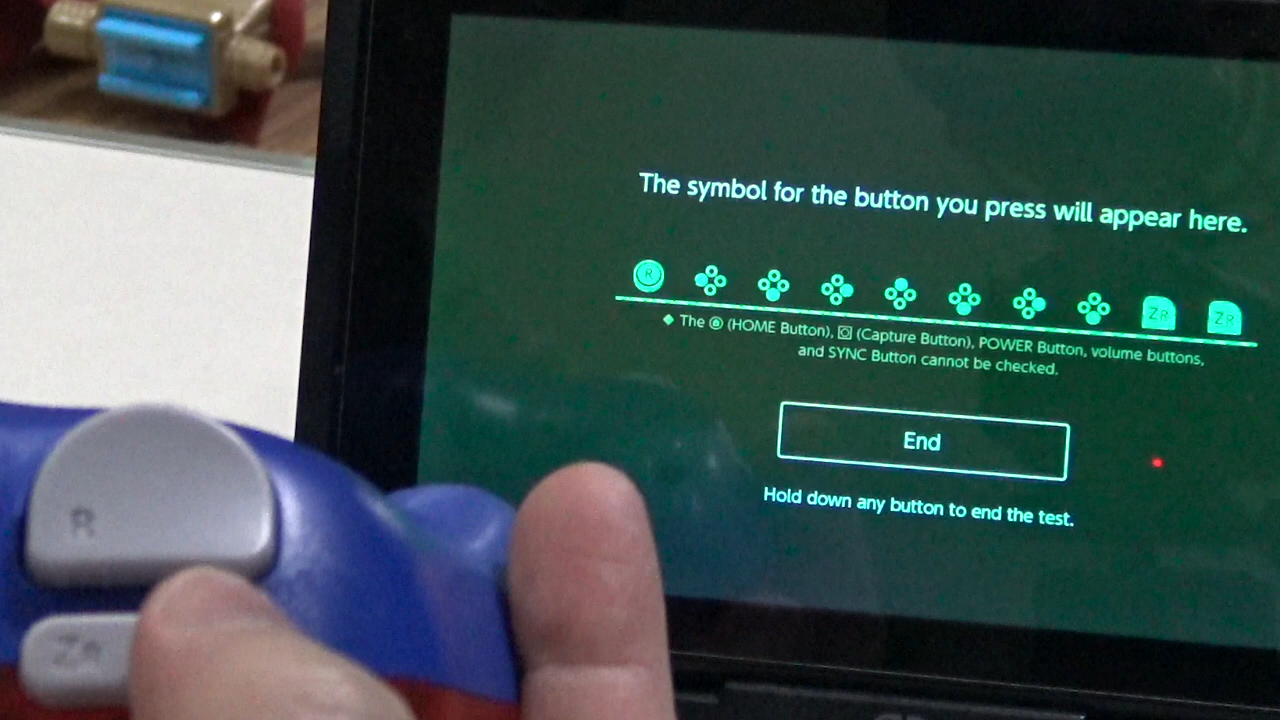 The symbol for the button you press will appear here.
R ZR ZR
◆ The (HOME Button), (Capture Button), POWER Button, volume buttons,
and SYNC Button cannot be checked.
End
Hold down any button to end the test.
R
ZR